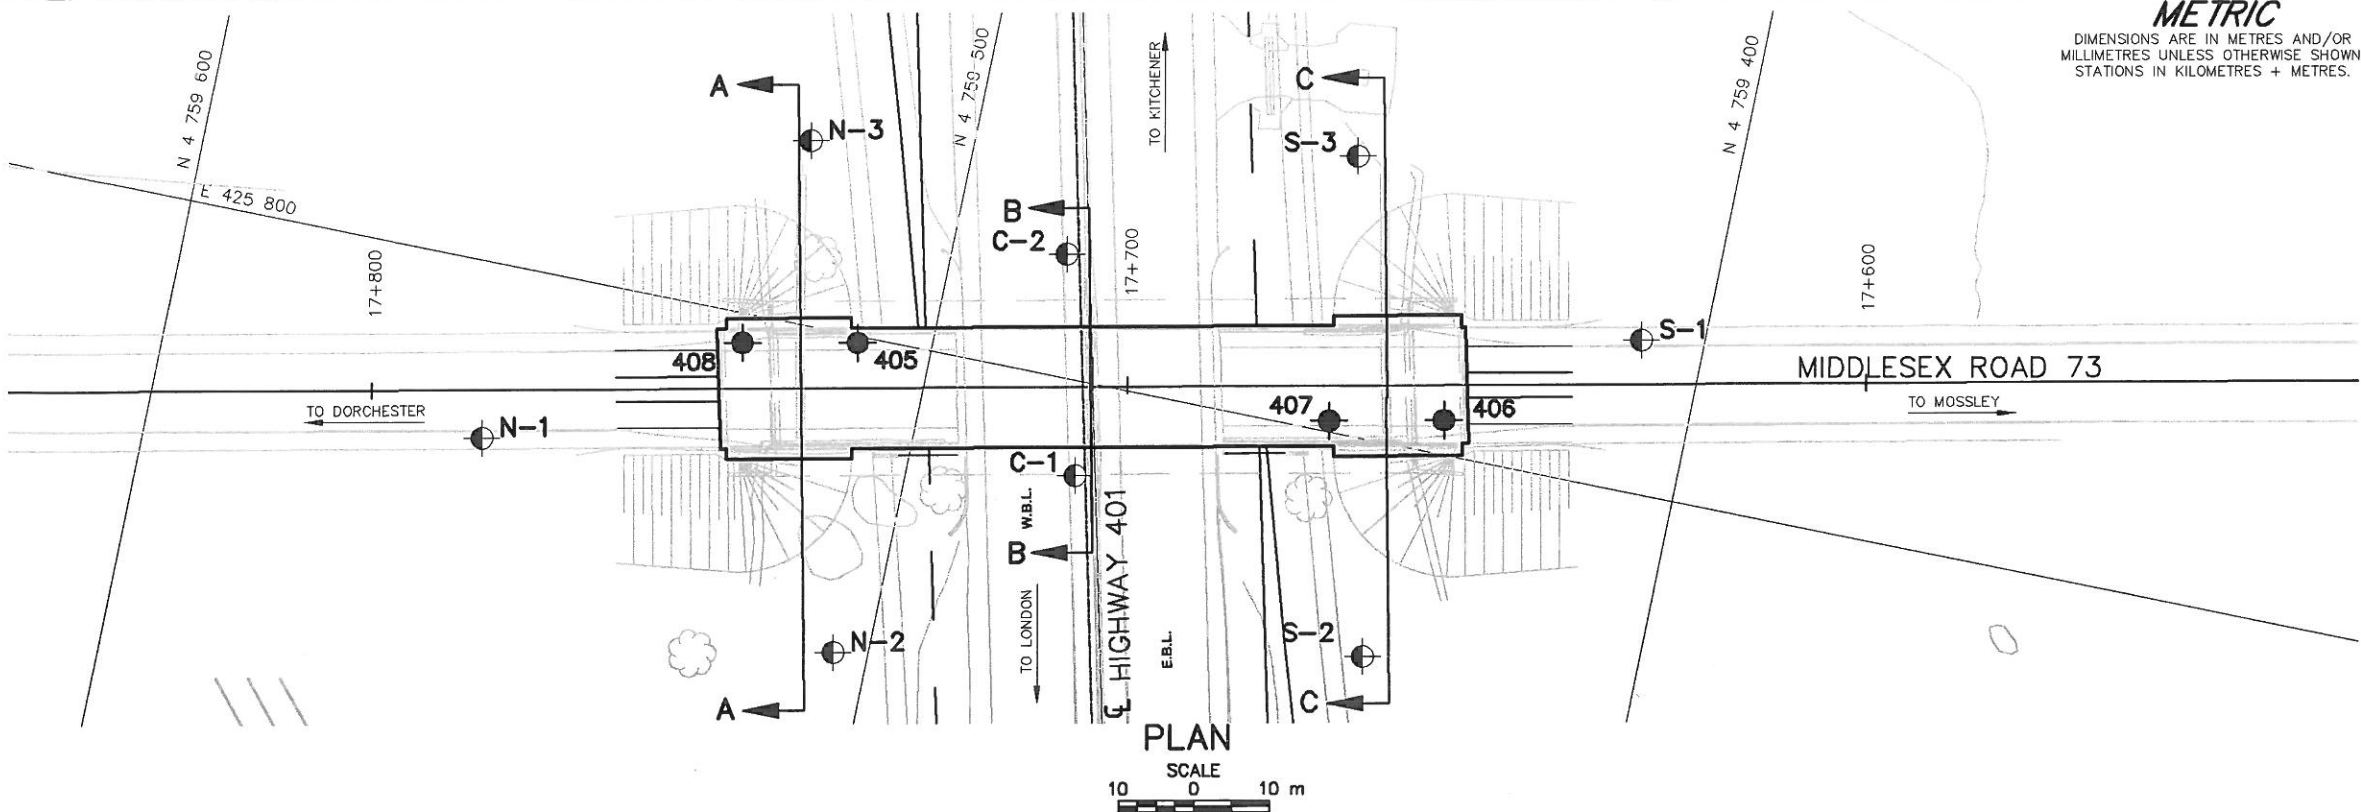 METRIC
DIMENSIONS ARE IN METRES AND/OR
MILLIMETRES UNLESS OTHERWISE SHOWN
STATIONS IN KILOMETRES + METRES.
N 4 759 600
N 4 759 500
N 4 759 400
E 425 800
TO KITCHENER
A
C
N-3
S-3
B
C-2
17+800
17+700
17+600
S-1
408
405
MIDDLESEX ROAD 73
TO DORCHESTER
407
406
TO MOSSLEY
N-1
C-1
W.B.L.
℄ HIGHWAY 401
B
TO LONDON
E.B.L.
N-2
S-2
A
C
PLAN
SCALE
10 0 10 m